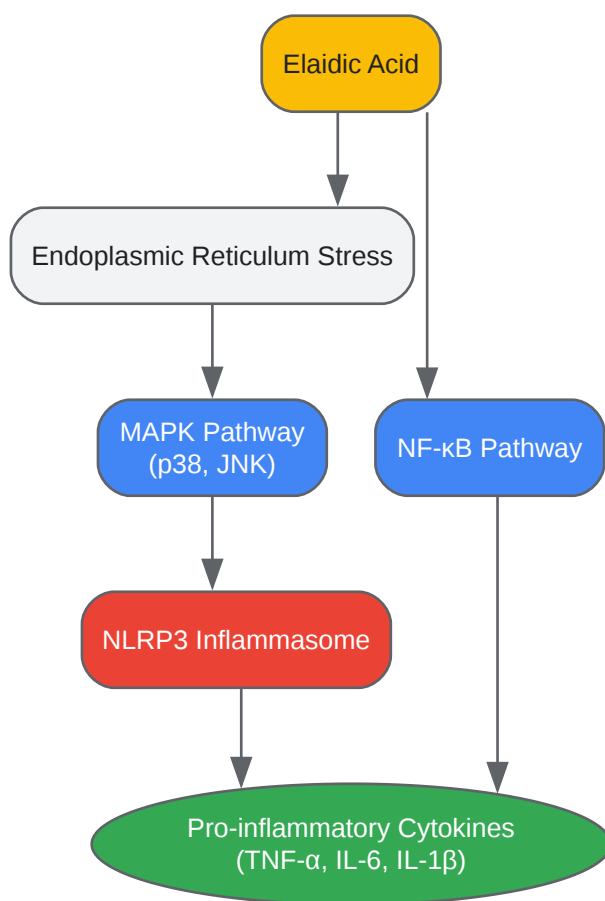 Elaidic Acid
Endoplasmic Reticulum Stress
MAPK Pathway
(p38, JNK)
NF-κB Pathway
NLRP3 Inflammasome
Pro-inflammatory Cytokines
(TNF-α, IL-6, IL-1β)